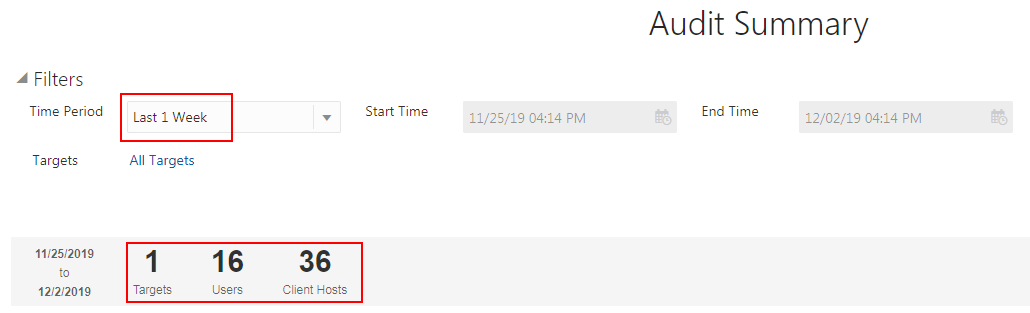 Audit Summary
Filters
Time Period Last 1 Week Start Time 11/25/19 04:14 PM End Time 12/02/19 04:14 PM
Targets All Targets
11/25/2019
to
12/2/2019
1 16 36
Targets Users Client Hosts